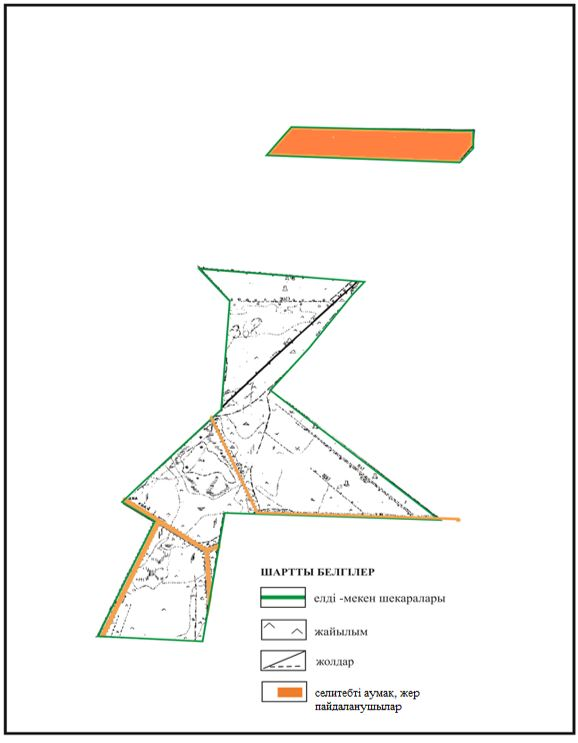 ШАРТТЫ БЕЛГІЛЕР
елді -мекен шекаралары
жайылым
жолдар
селитебті аумақ, жер
пайдаланушылар